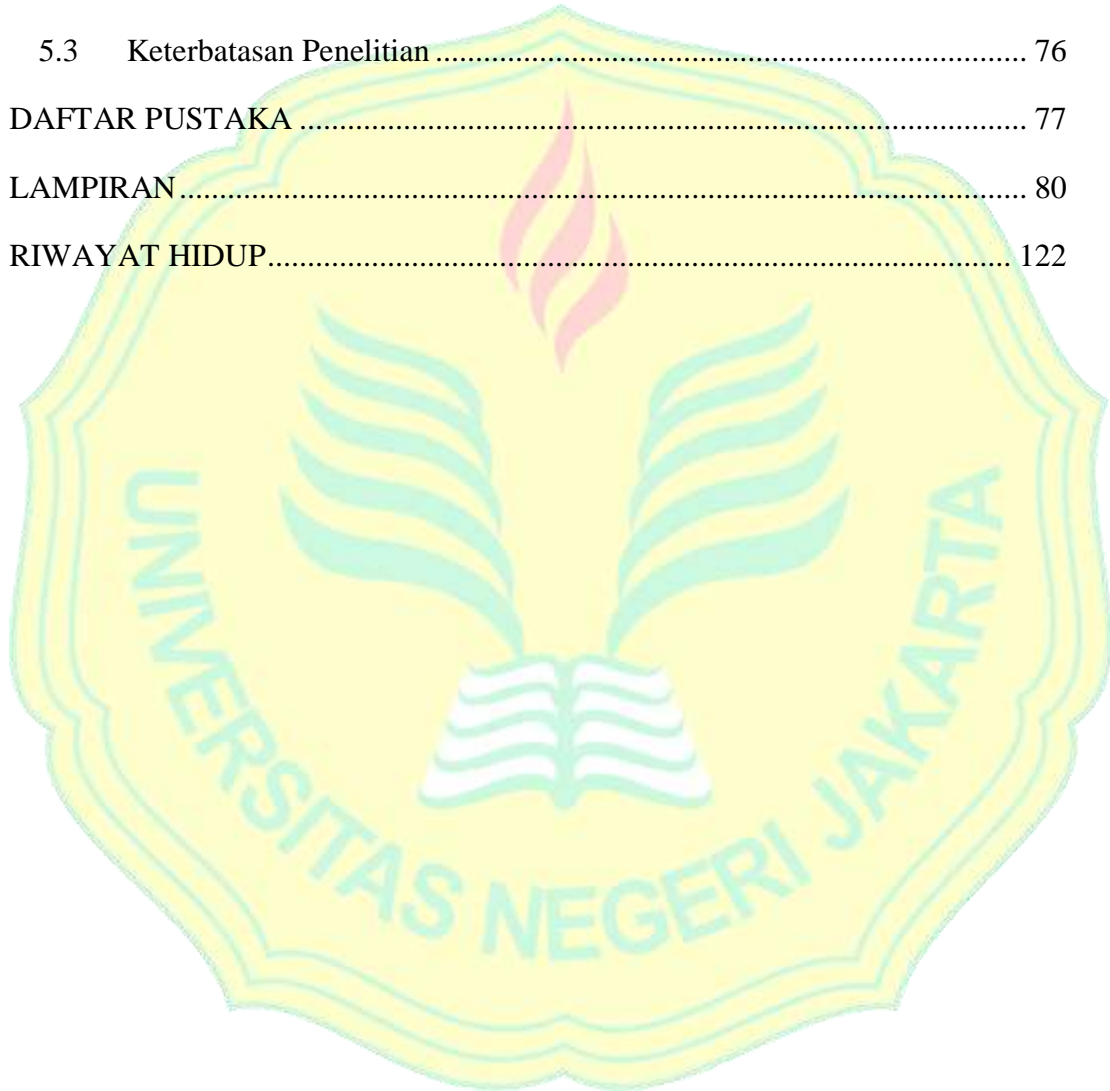 5.3 Keterbatasan Penelitian ........................................................................ 76
DAFTAR PUSTAKA ........................................................................................ 77
LAMPIRAN ....................................................................................................... 80
RIWAYAT HIDUP .......................................................................................... 122
UNIVERSITAS NEGERI JAKARTA